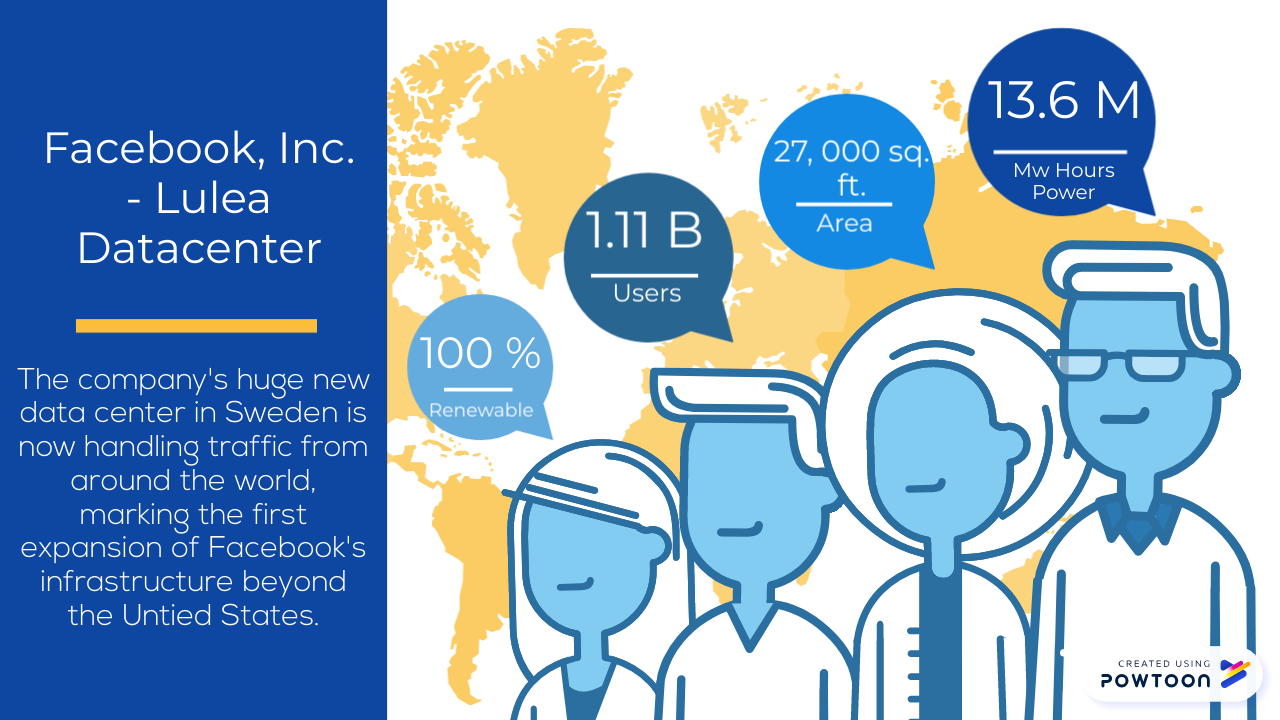 Facebook, Inc.
- Lulea
Datacenter
The company's huge new
data center in Sweden is
now handling traffic from
around the world,
marking the first
expansion of Facebook's
infrastructure beyond
the Untied States.
100 %
Renewable
1.11 B
Users
27, 000 sq.
ft.
Area
13.6 M
Mw Hours
Power
CREATED USING
POWTOON